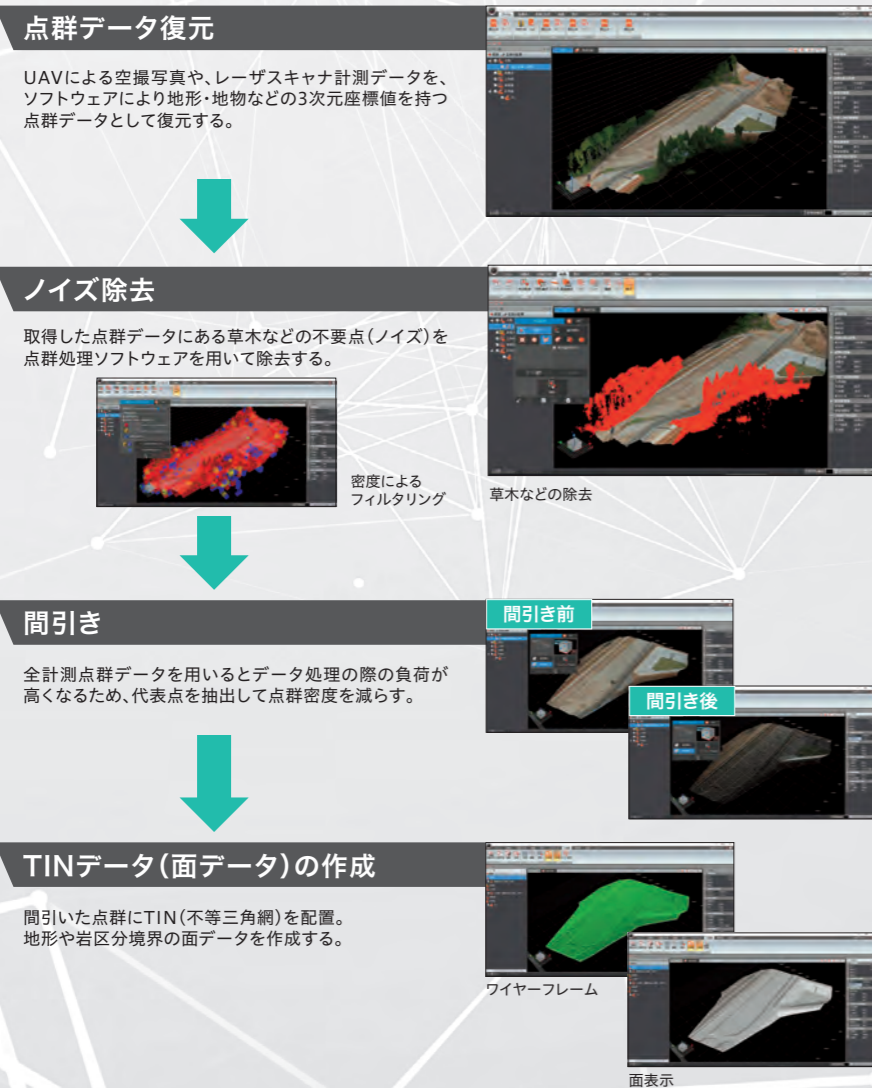 点群データ復元
UAVによる空撮写真や、レーザスキャナ計測データを、
ソフトウェアにより地形・地物などの3次元座標値を持つ
点群データとして復元する。
ノイズ除去
取得した点群データにある草木などの不要点(ノイズ)を
点群処理ソフトウェアを用いて除去する。
密度による
フィルタリング
草木などの除去
間引き
全計測点群データを用いるとデータ処理の際の負荷が
高くなるため、代表点を抽出して点群密度を減らす。
間引き前
間引き後
TINデータ(面データ)の作成
間引いた点群にTIN(不等三角網)を配置。
地形や岩区分境界の面データを作成する。
ワイヤーフレーム
面表示